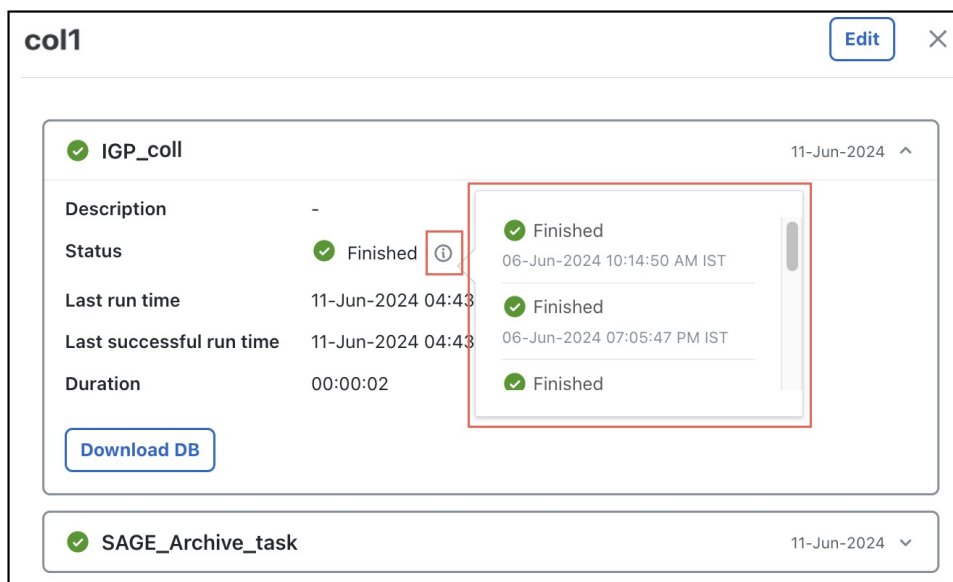 col1
Edit
IGP_coll
11-Jun-2024
Description
-
Status
Finished
Last run time
11-Jun-2024 04:43
Last successful run time
11-Jun-2024 04:43
Duration
00:00:02
Download DB
Finished
06-Jun-2024 10:14:50 AM IST
Finished
06-Jun-2024 07:05:47 PM IST
Finished
SAGE_Archive_task
11-Jun-2024